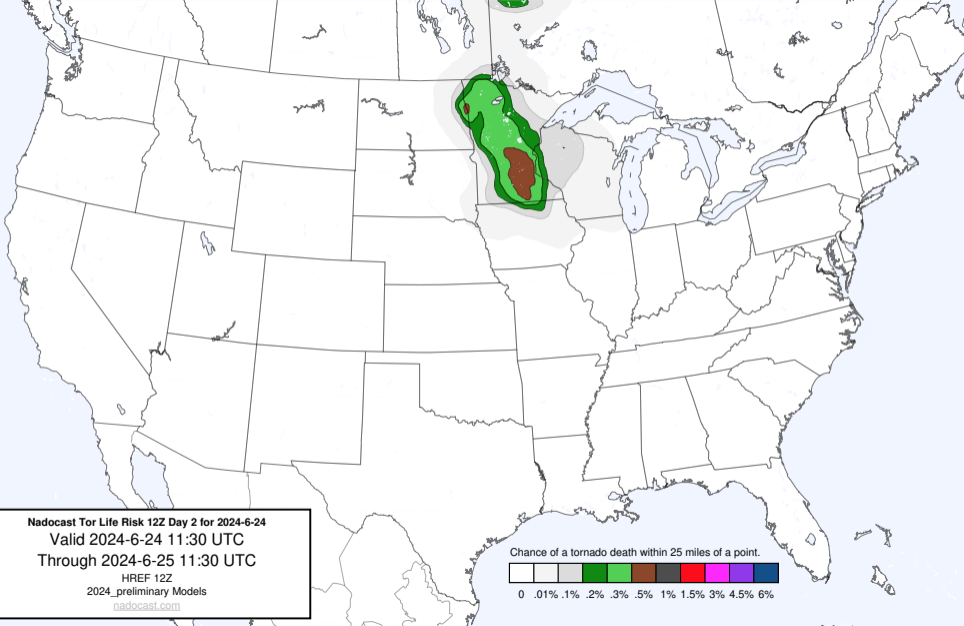 Nadocast Tor Life Risk 12Z Day 2 for 2024-6-24
Valid 2024-6-24 11:30 UTC
Through 2024-6-25 11:30 UTC
HREF 12Z
2024_preliminary Models
nadocast.com
Chance of a tornado death within 25 miles of a point.
0 .01% .1% .2% .3% .5% 1% 1.5% 3% 4.5% 6%